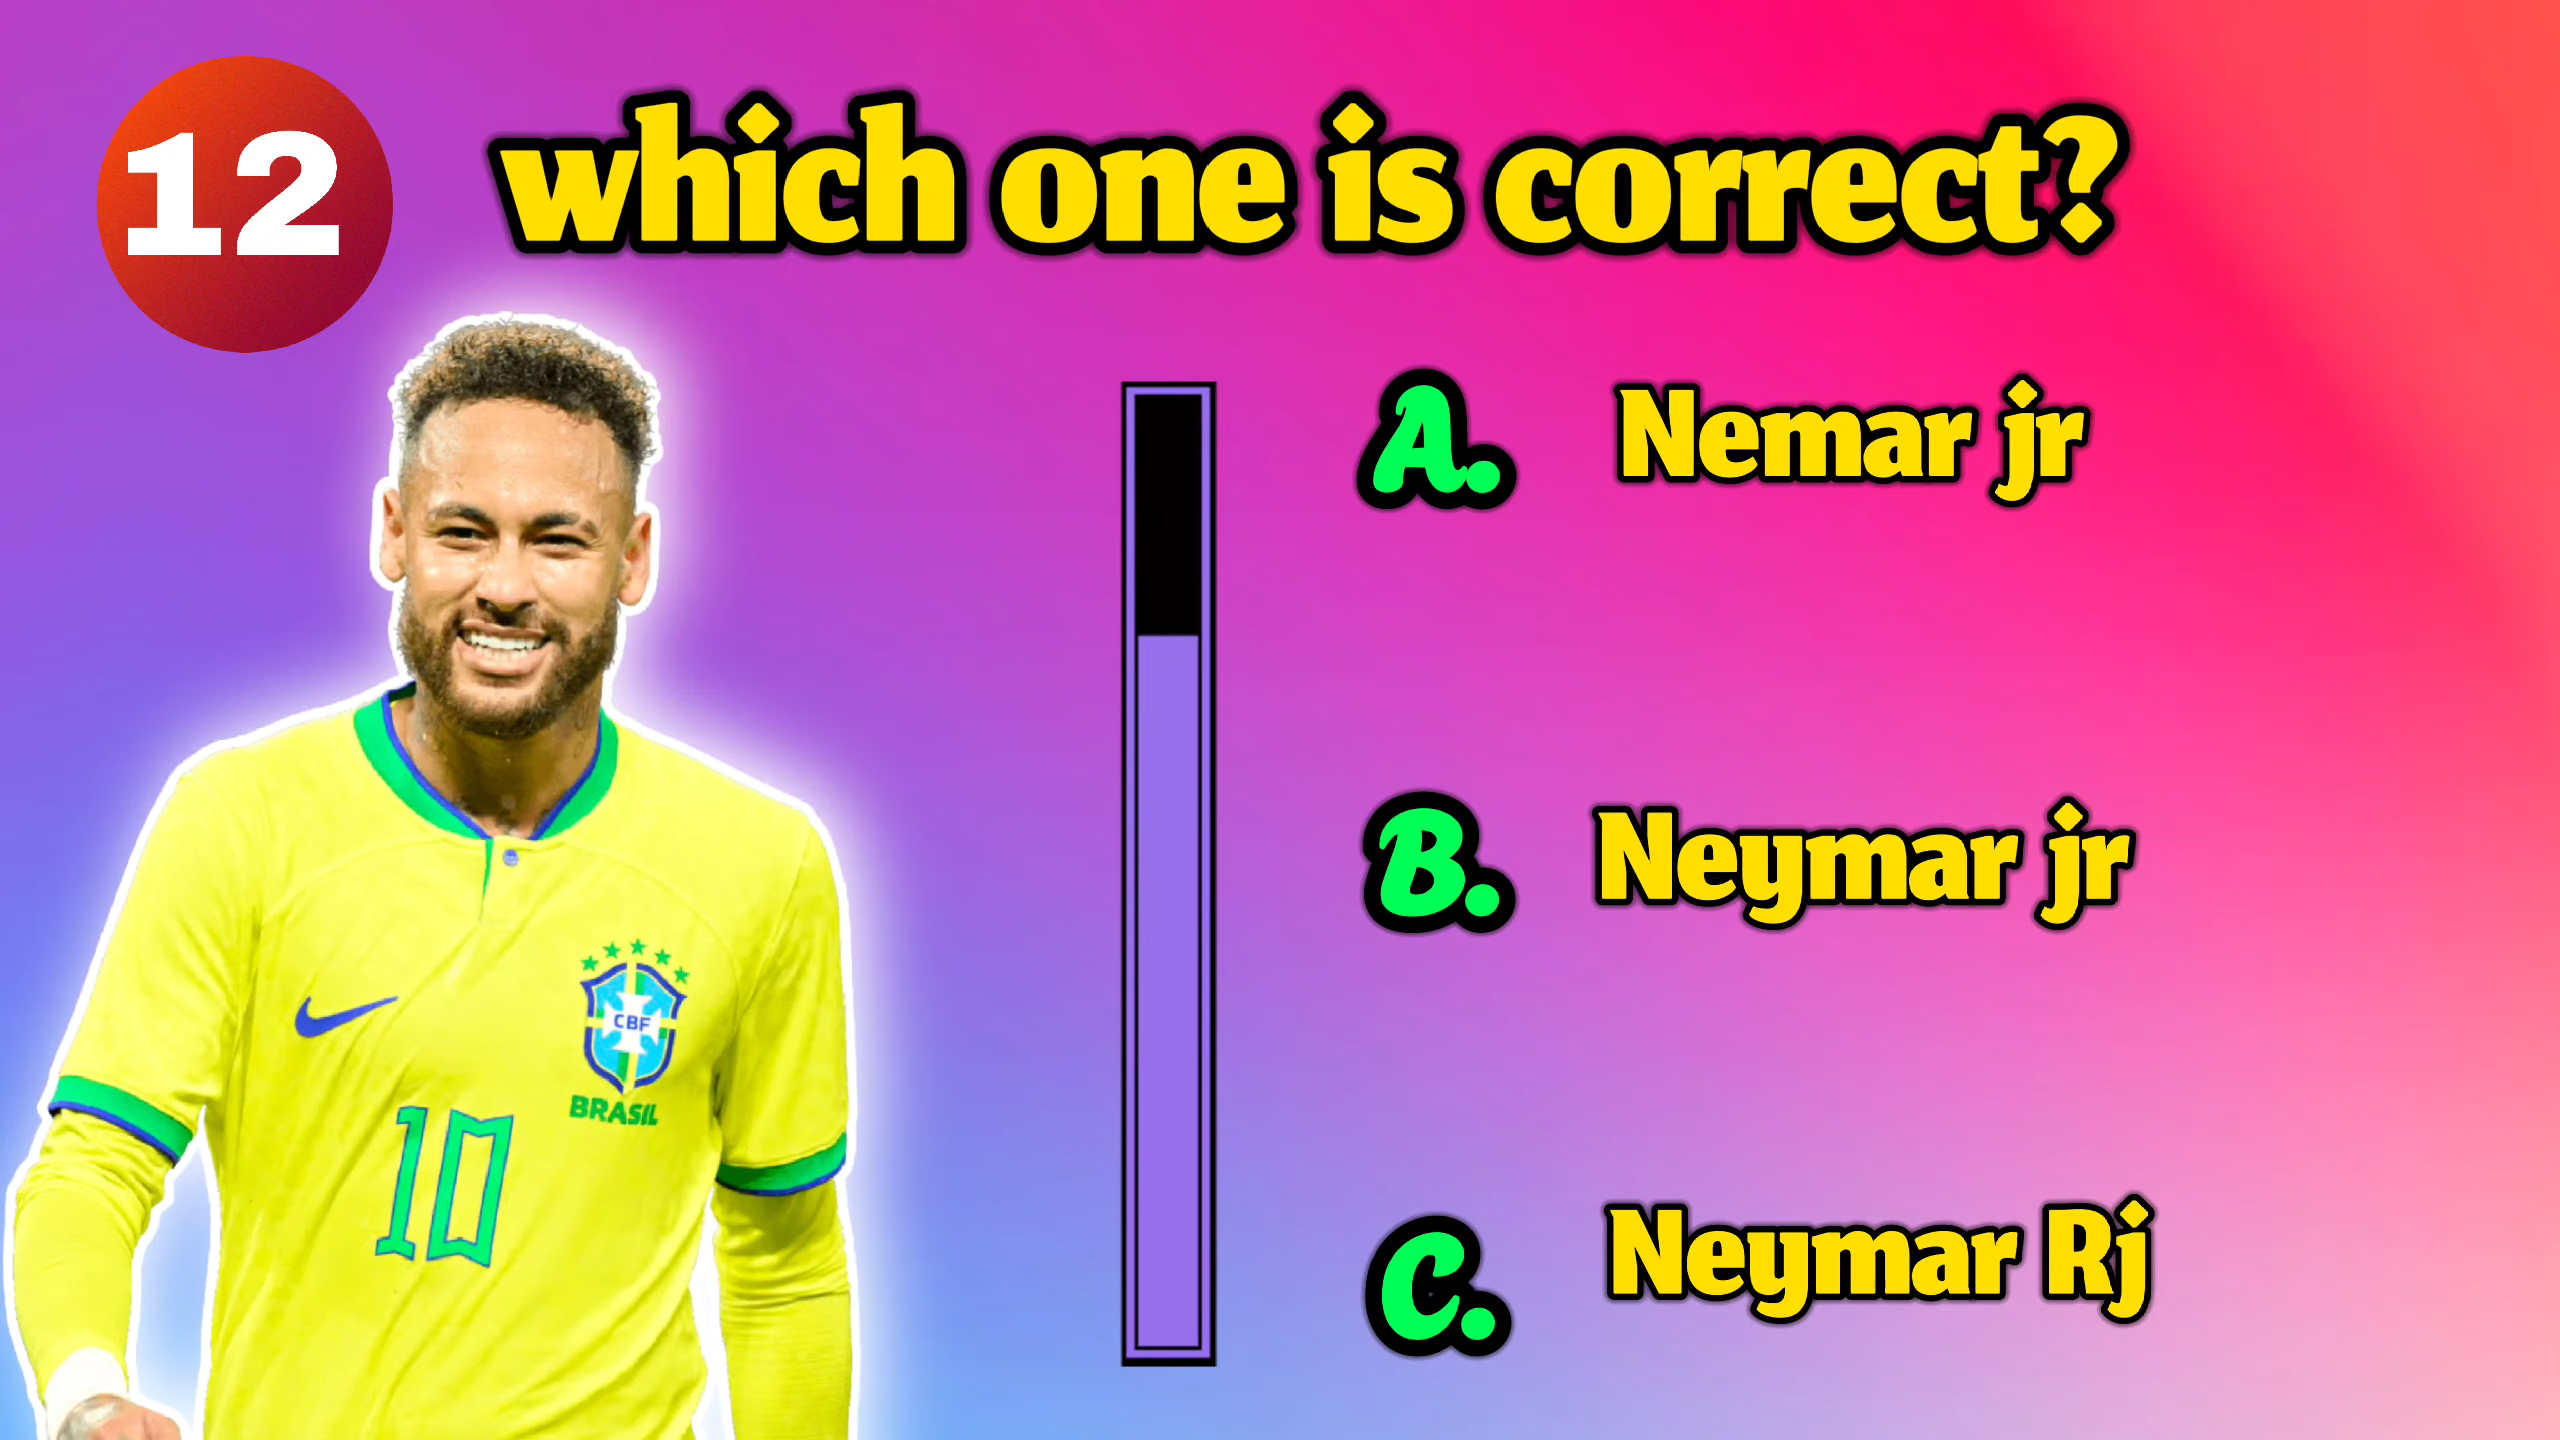 12
which one is correct?
A. Nemar jr
B. Neymar jr
C. Neymar Rj
CBF
BRASIL
10